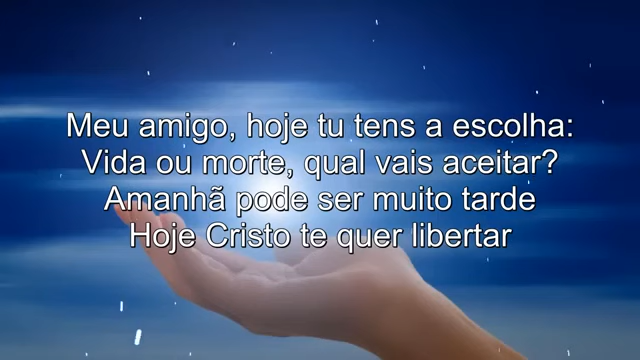 Meu amigo, hoje tu tens a escolha:
Vida ou morte, qual vais aceitar?
Amanhã pode ser muito tarde
Hoje Cristo te quer libertar